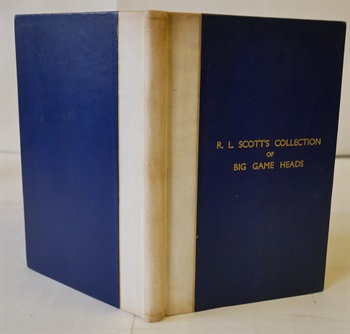 R. L. SCOTT'S COLLECTION
OF
BIG GAME HEADS